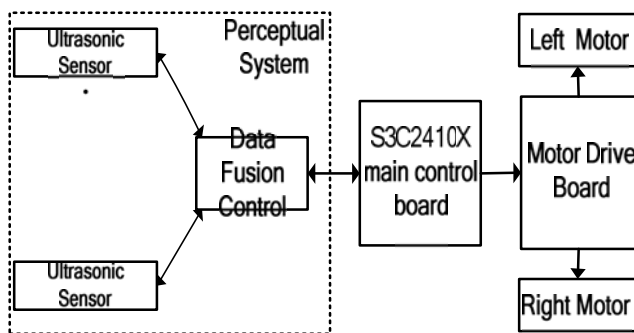 Ultrasonic
Sensor
Perceptual
System
Left Motor
Data
Fusion
Control
S3C2410X
main control
board
Motor Drive
Board
Ultrasonic
Sensor
Right Motor